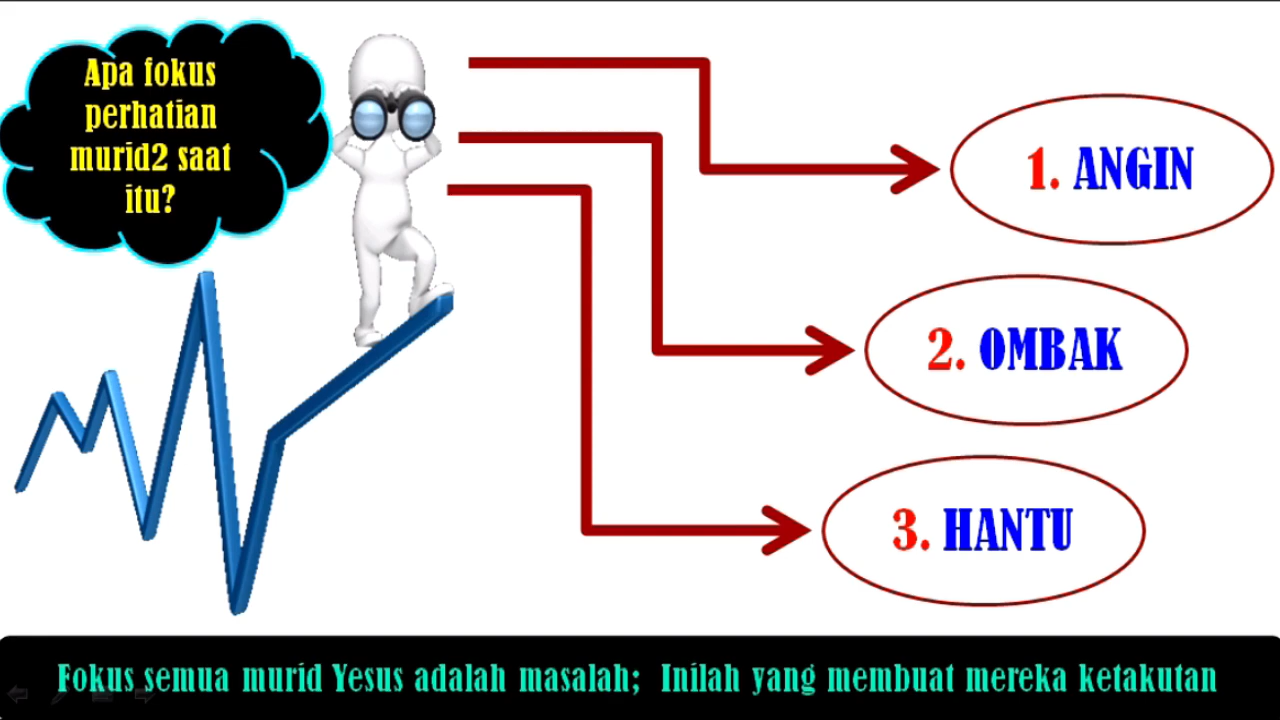 Apa fokus
perhatian
murid2 saat
itu?
1. ANGIN
2. OMBAK
3. HANTU
Fokus semua murid Yesus adalah masalah; Inilah yang membuat mereka ketakutan